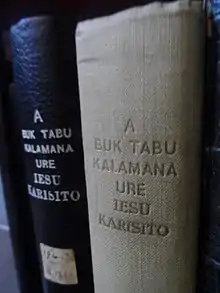 A
BUK TABU
KALAMANA
URE
IESU
KARISITO
A
BUK TABU
KALAMANA
URE
IESU
KARISITO